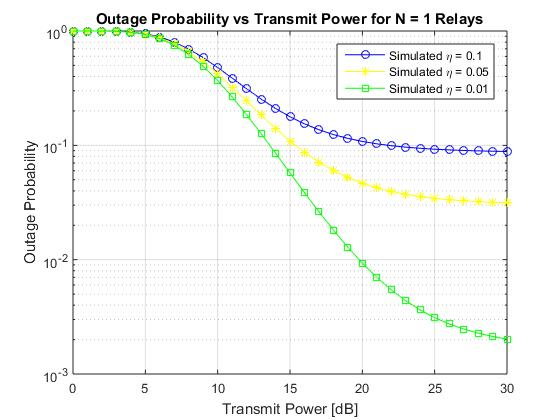 Outage Probability vs Transmit Power for N = 1 Relays
Outage Probability
10^0
10^-1
10^-2
10^-3
Simulated η = 0.1
Simulated η = 0.05
Simulated η = 0.01
0 5 10 15 20 25 30
Transmit Power [dB]